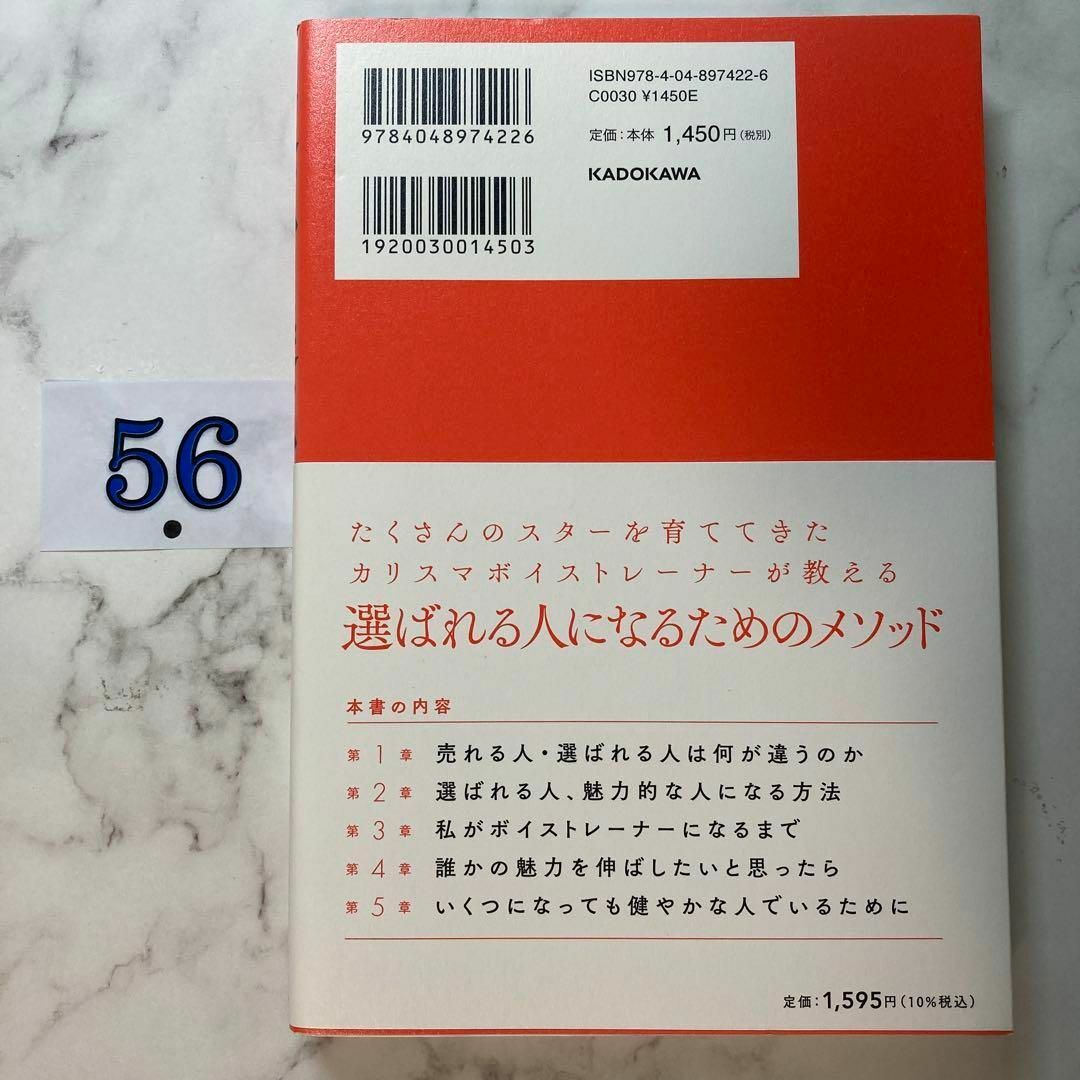 ISBN978-4-04-897422-6
C0030 ¥1450E
9784048974226
定価：本体 1,450円（税別）
KADOKAWA
1920030014503
56
たくさんのスターを育ててきた
カリスマボイストレーナーが教える
選ばれる人になるためのメソッド
本書の内容
第1章 売れる人・選ばれる人は何が違うのか
第2章 選ばれる人、魅力的な人になる方法
第3章 私がボイストレーナーになるまで
第4章 誰かの魅力を伸ばしたいと思ったら
第5章 いくつになっても健やかな人でいるために
定価：1,595円（10%税込）